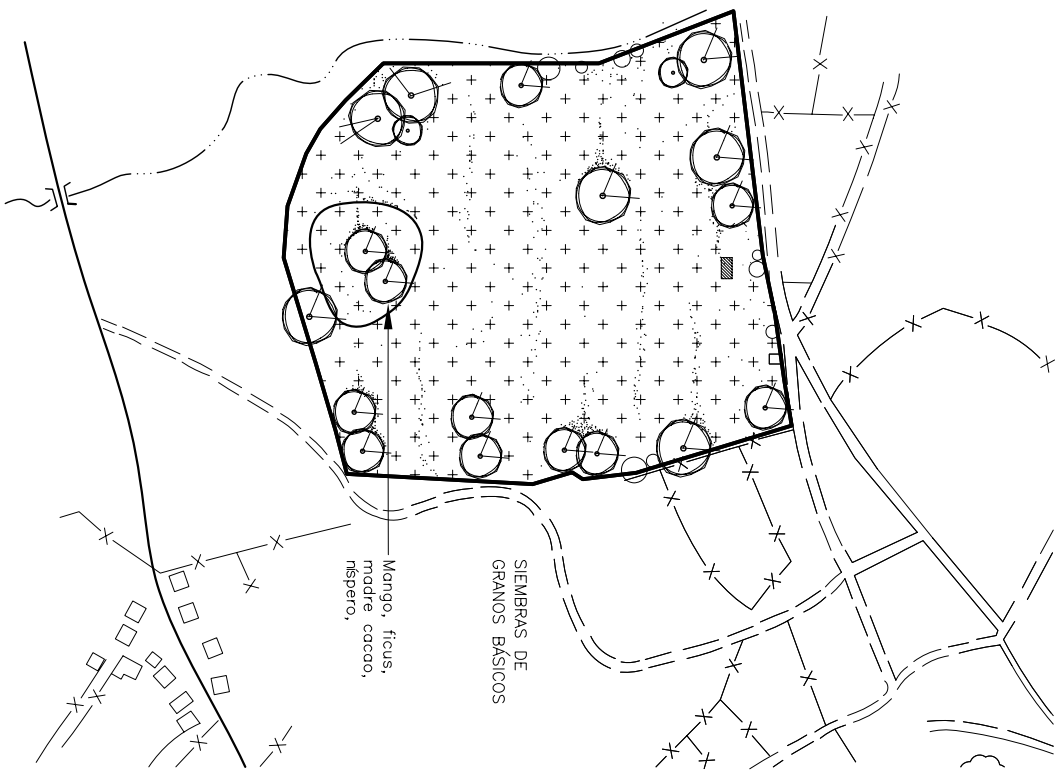 SIEMBRAS DE
GRANOS BÁSICOS
Mango, ficus,
madre cacao,
níspero,